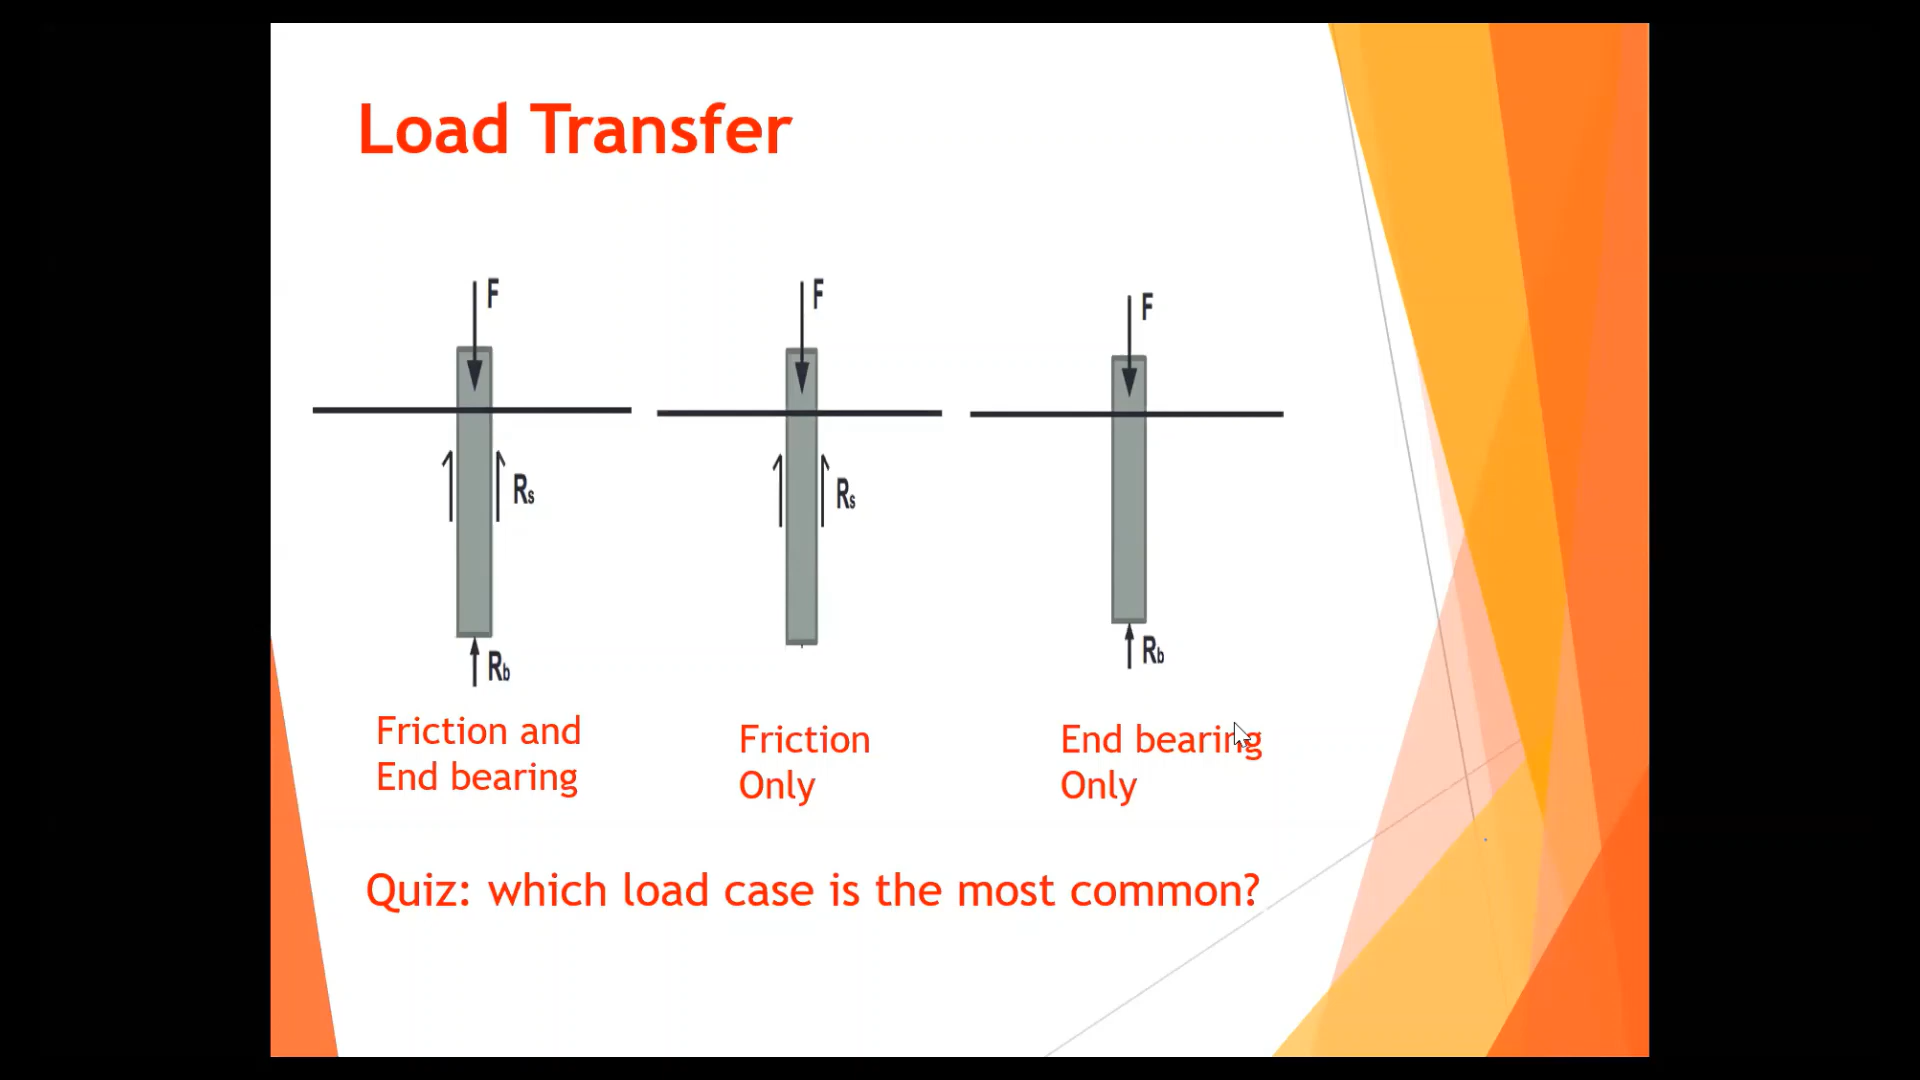 Load Transfer
F
F
F
Rs
Rs
Rb
Rb
Friction and
End bearing
Friction
Only
End bearing
Only
Quiz: which load case is the most common?